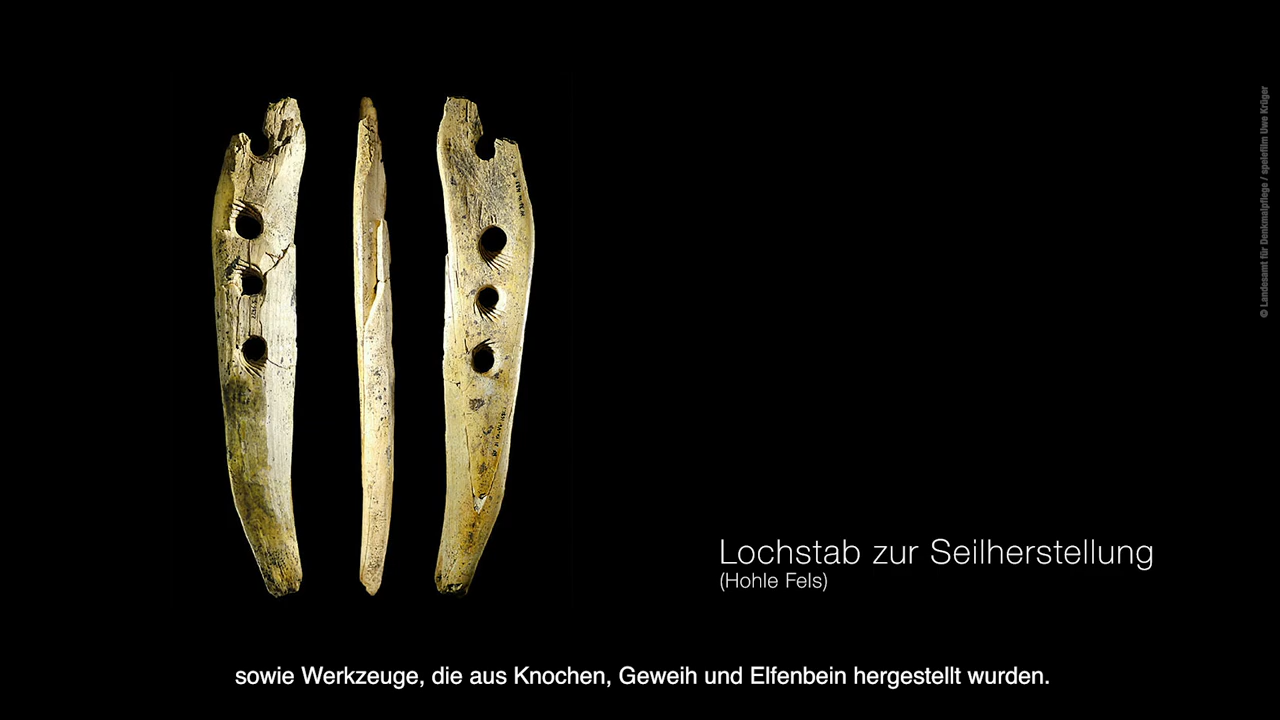 Lochstab zur Seilherstellung
(Hohle Fels)
sowie Werkzeuge, die aus Knochen, Geweih und Elfenbein hergestellt wurden.
© Landesamt für Denkmalpflege / spelefilm Uwe Krüger